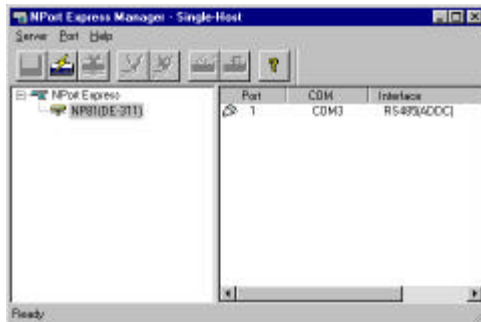 NPort Express Manager - Single-Host
Server Port Help
NPort Express
NP81(DE-311)
Port COM Interface
1 COM3 RS485(ADDC)
Ready